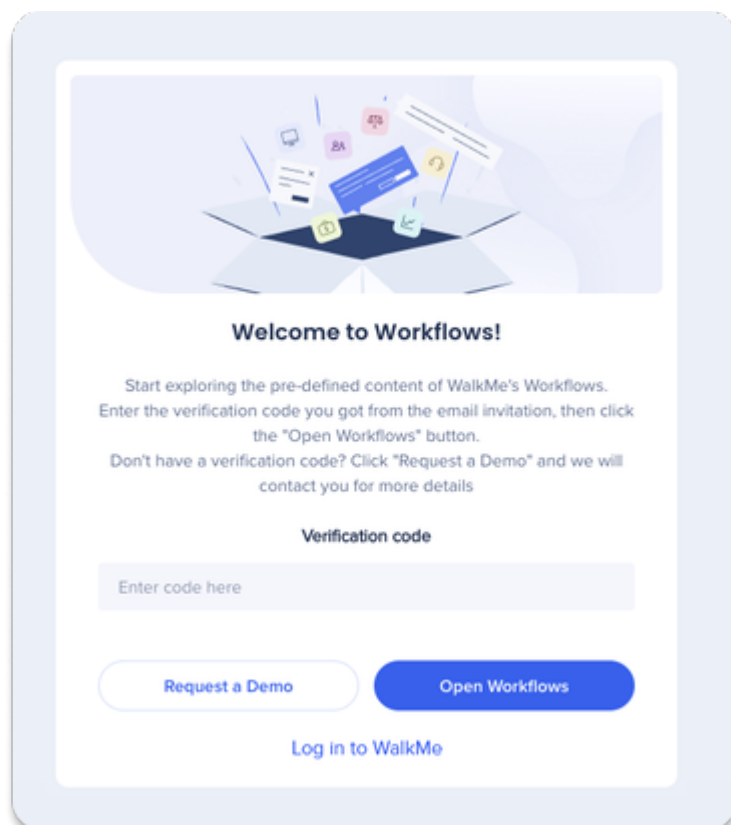 Welcome to Workflows!
Start exploring the pre-defined content of WalkMe's Workflows.
Enter the verification code you got from the email invitation, then click
the "Open Workflows" button.
Don't have a verification code? Click "Request a Demo" and we will
contact you for more details
Verification code
Enter code here
Request a Demo
Open Workflows
Log in to WalkMe